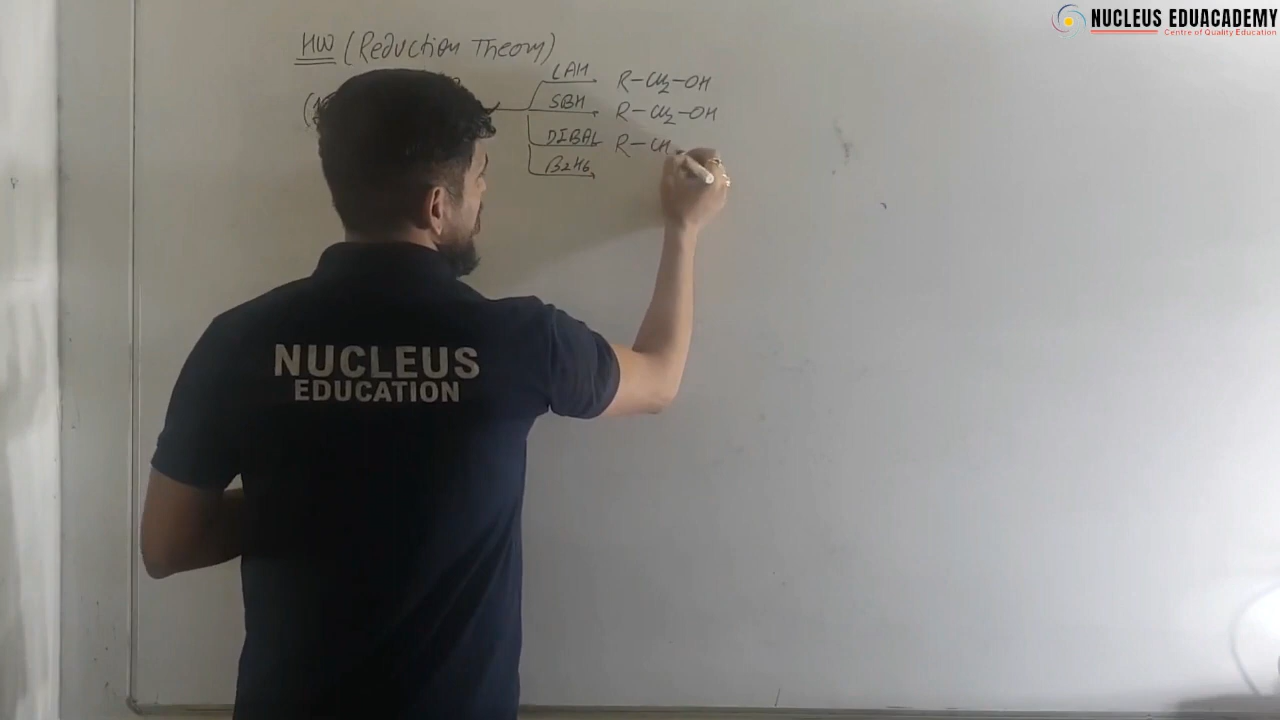 NUCLEUS EDUACADEMY
Centre of Quality Education
HW (Reduction Theory)
LAH R-CH2-OH
SBH R-CH2-OH
DIBAL R-CH
B2H6
NUCLEUS
EDUCATION